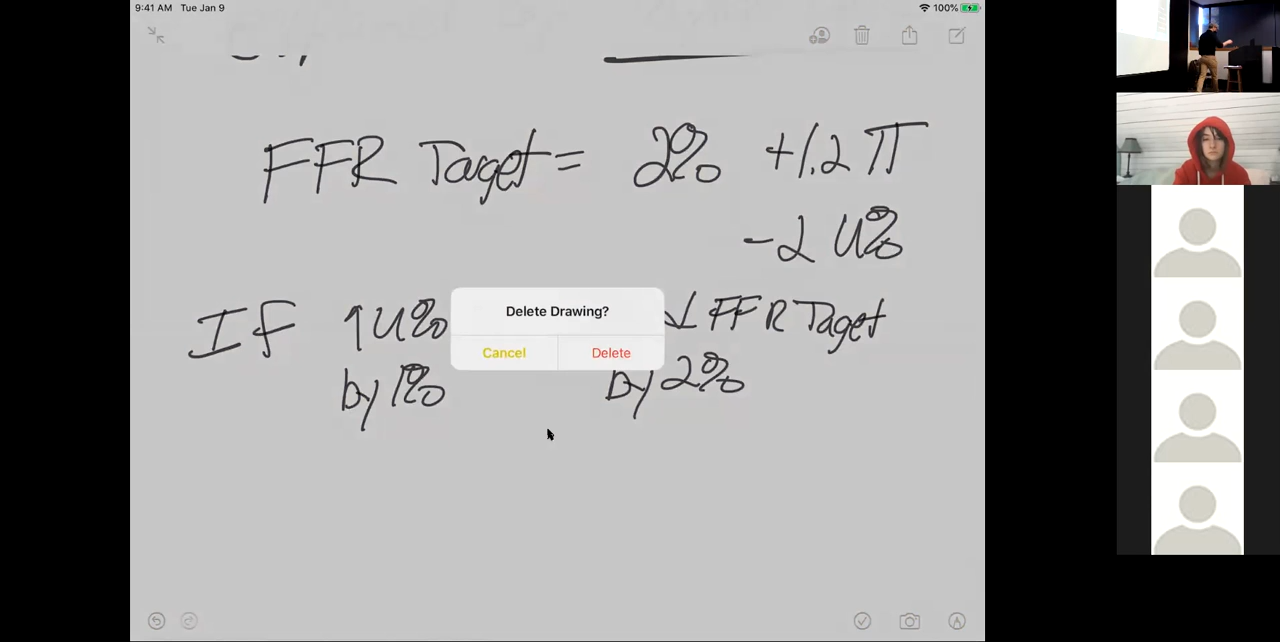 9:41 AM Tue Jan 9 100%
FFR Taget = 2% +1.2 π
-2 U%
If ↑U% ↓ FFR Taget
by 1% by 2%
Delete Drawing?
Cancel Delete